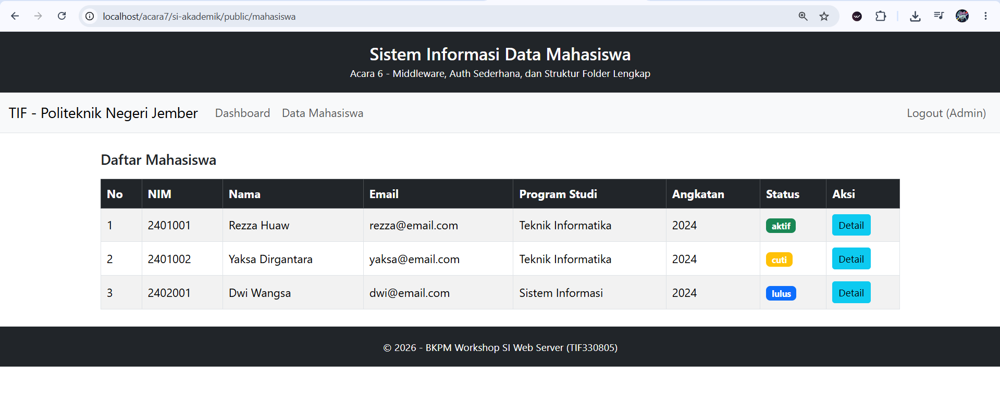 localhost/acara7/si-akademik/public/mahasiswa
Sistem Informasi Data Mahasiswa
Acara 6 - Middleware, Auth Sederhana, dan Struktur Folder Lengkap
TIF - Politeknik Negeri Jember Dashboard Data Mahasiswa Logout (Admin)
Daftar Mahasiswa
No NIM Nama Email Program Studi Angkatan Status Aksi
1 2401001 Rezza Huaw rezza@email.com Teknik Informatika 2024 aktif Detail
2 2401002 Yaksa Dirgantara yaksa@email.com Teknik Informatika 2024 cuti Detail
3 2402001 Dwi Wangsa dwi@email.com Sistem Informasi 2024 lulus Detail
© 2026 - BKPM Workshop SI Web Server (TIF330805)